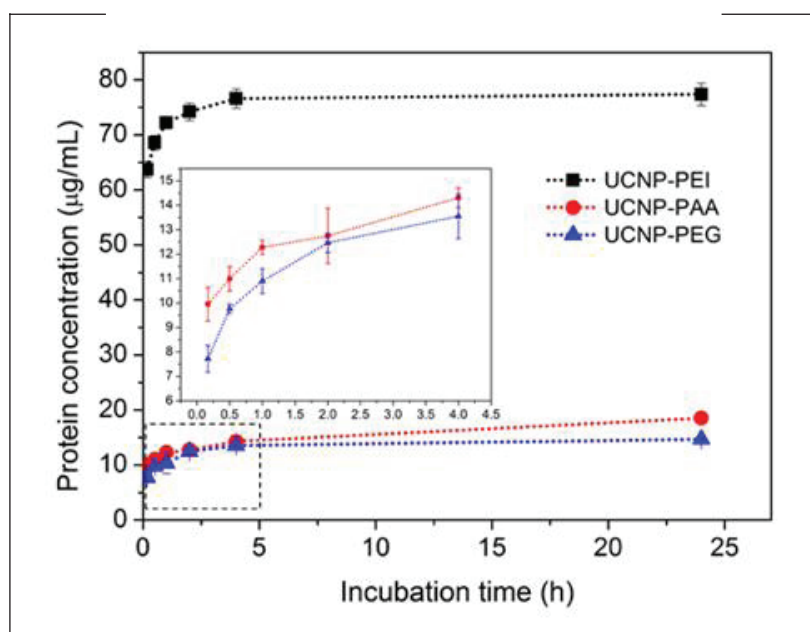 80
70
60
50
40
30
20
10
0
Protein concentration (μg/mL)
15
14
13
12
11
10
9
8
7
6
0.0 0.5 1.0 1.5 2.0 2.5 3.0 3.5 4.0 4.5
UCNP-PEI
UCNP-PAA
UCNP-PEG
0 5 10 15 20 25
Incubation time (h)